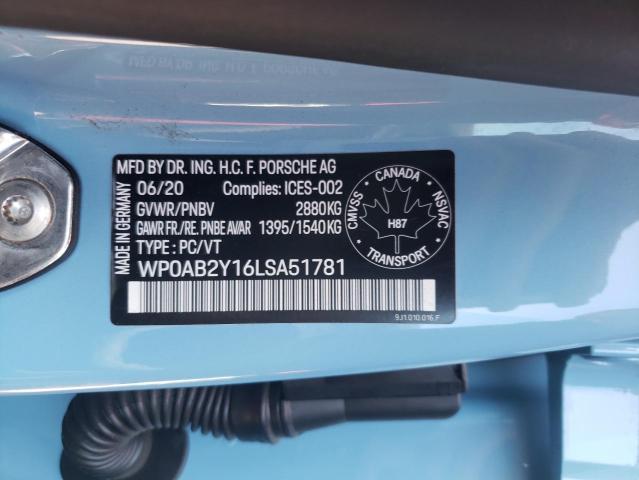 MFD BY DR. ING. H.C. F. PORSCHE AG
06/20 Complies: ICES-002
GVWR/PNBV 2880KG
GAWR FR./RE. PNBE AVAR 1395/1540KG
TYPE : PC/VT
WP0AB2Y16LSA51781
MADE IN GERMANY
CANADA
CMVSS
NSVAC
H87
TRANSPORT
9J1.010.016.F